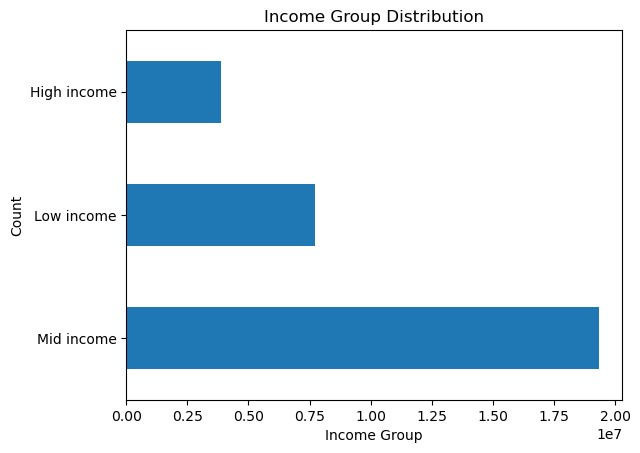 Income Group Distribution
High income
Low income
Mid income
Count
0.00 0.25 0.50 0.75 1.00 1.25 1.50 1.75 2.00
1e7
Income Group